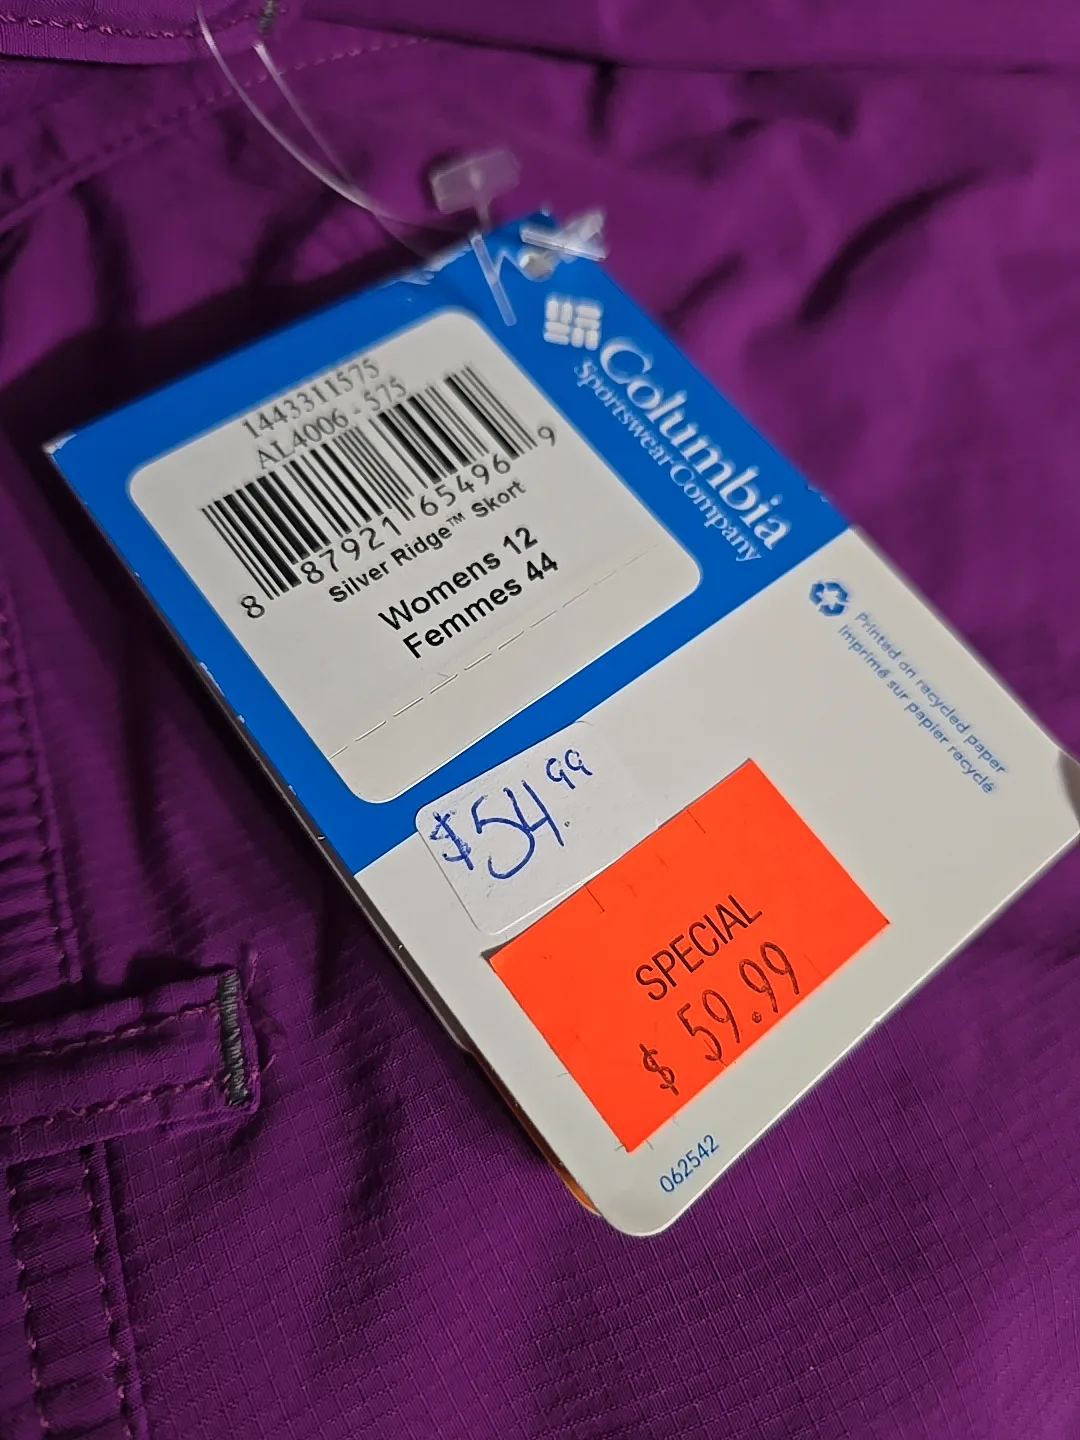 Columbia
Sportswear Company
1443311575
AL4006 - 575
8 87921 65496 9
Silver Ridge™ Skort
Womens 12
Femmes 44
Printed on recycled paper
Imprimé sur papier recyclé
$54.99
SPECIAL
$ 59.99
062542